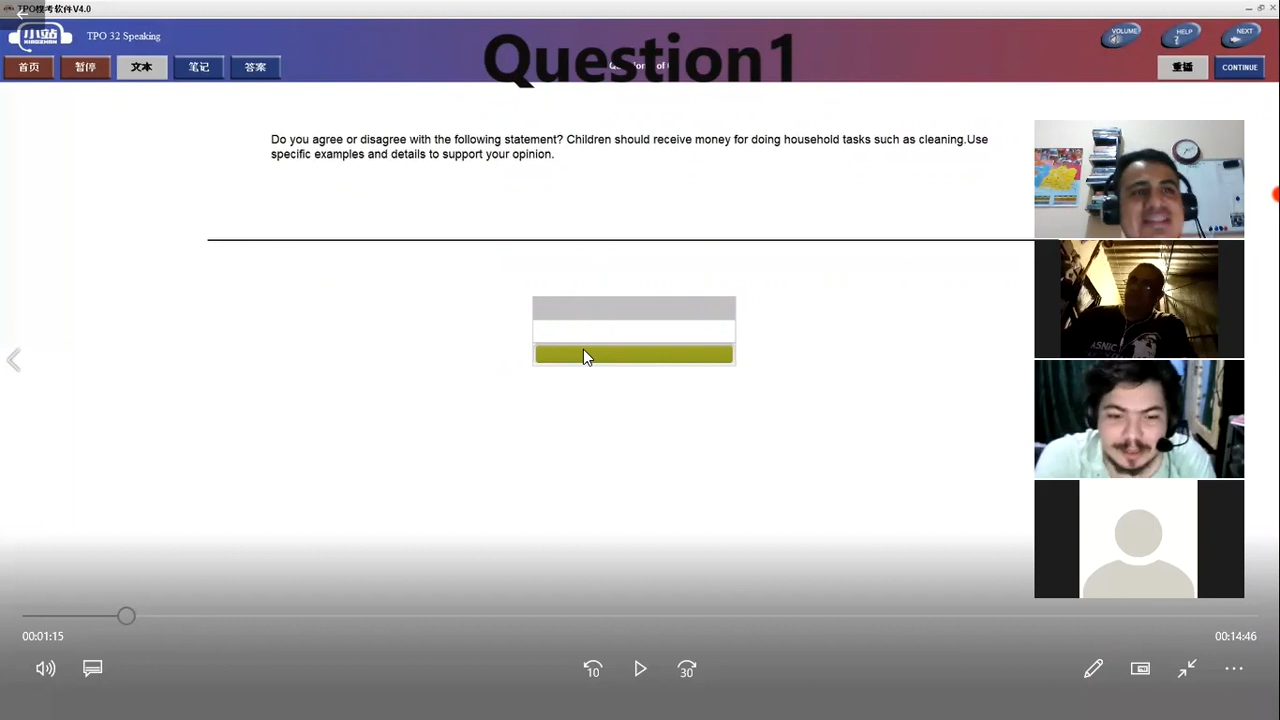 TPO模考软件V4.0
小站
XIAOZHAN
TPO 32 Speaking
Question1
VOLUME
HELP
NEXT
首页
暂停
文本
笔记
答案
重播
CONTINUE
Do you agree or disagree with the following statement? Children should receive money for doing household tasks such as cleaning.Use
specific examples and details to support your opinion.
00:01:15
00:14:46
10
30